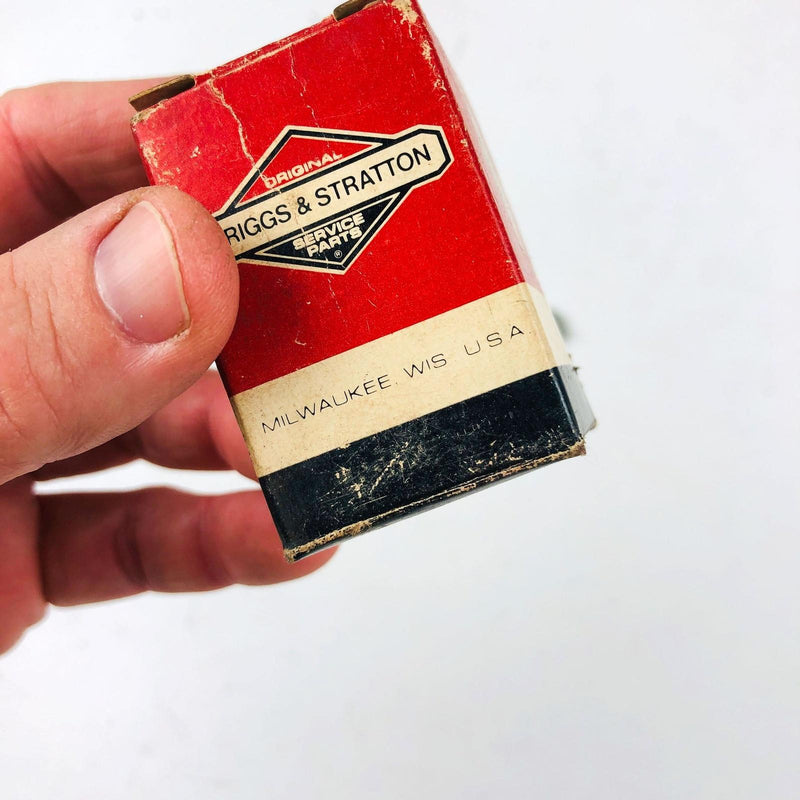 ORIGINAL
RIGGS & STRATTON
SERVICE
PARTS
®
MILWAUKEE, WIS U.S.A.